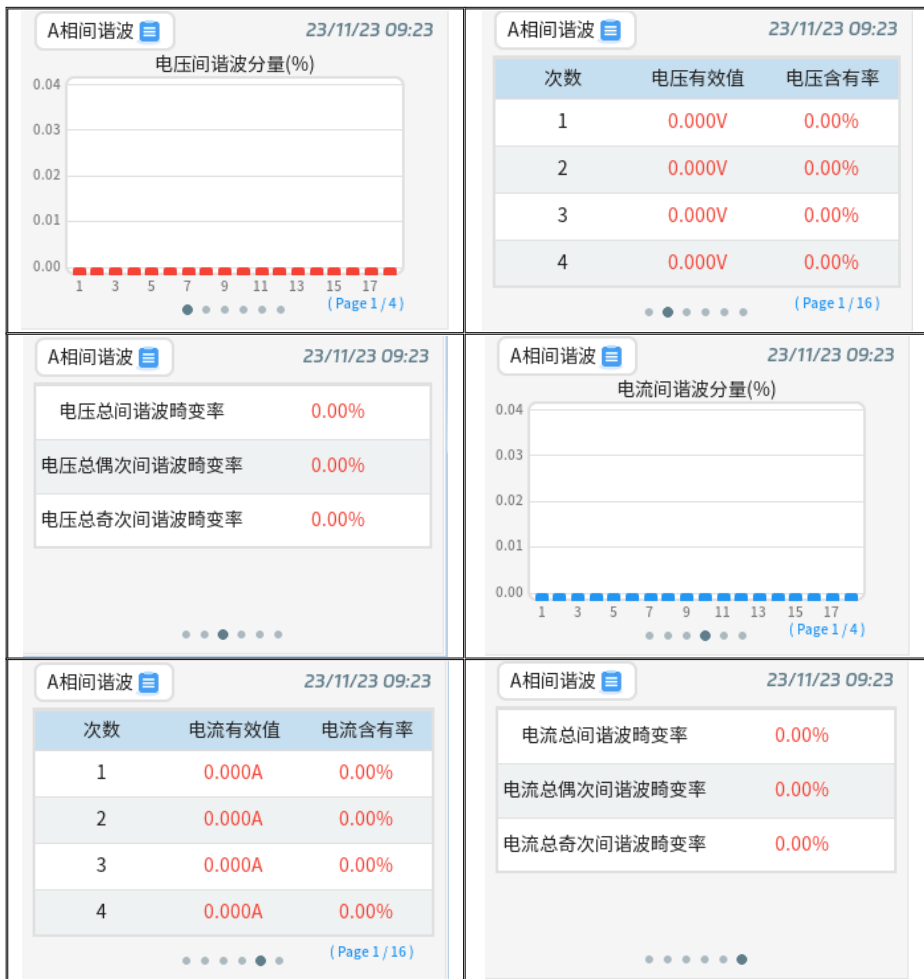 A相间谐波 23/11/23 09:23
电压间谐波分量(%)
0.04
0.03
0.02
0.01
0.00
1 3 5 7 9 11 13 15 17
( Page 1 / 4 )
A相间谐波 23/11/23 09:23
次数 电压有效值 电压含有率
1 0.000V 0.00%
2 0.000V 0.00%
3 0.000V 0.00%
4 0.000V 0.00%
( Page 1 / 16 )
A相间谐波 23/11/23 09:23
电压总间谐波畸变率 0.00%
电压总偶次间谐波畸变率 0.00%
电压总奇次间谐波畸变率 0.00%
A相间谐波 23/11/23 09:23
电流间谐波分量(%)
0.04
0.03
0.02
0.01
0.00
1 3 5 7 9 11 13 15 17
( Page 1 / 4 )
A相间谐波 23/11/23 09:23
次数 电流有效值 电流含有率
1 0.000A 0.00%
2 0.000A 0.00%
3 0.000A 0.00%
4 0.000A 0.00%
( Page 1 / 16 )
A相间谐波 23/11/23 09:23
电流总间谐波畸变率 0.00%
电流总偶次间谐波畸变率 0.00%
电流总奇次间谐波畸变率 0.00%